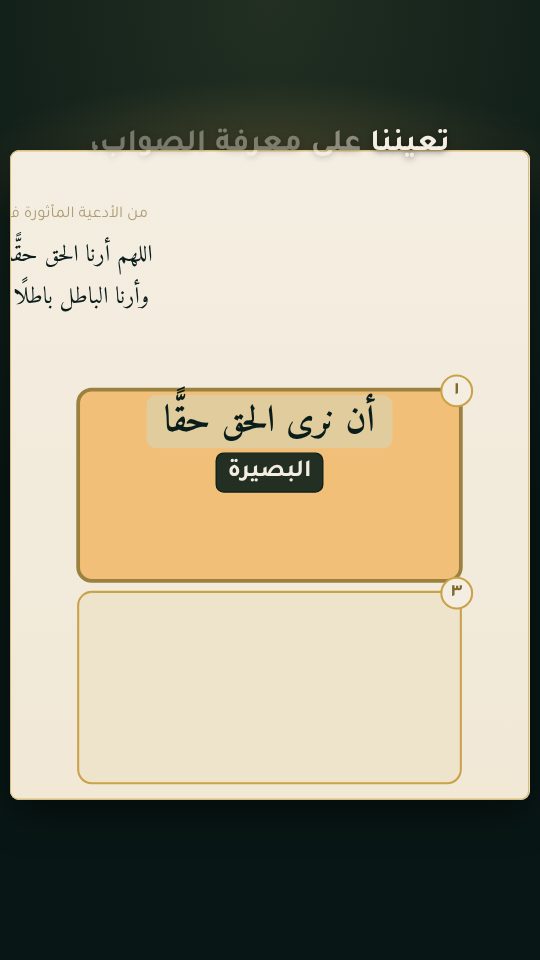 تعيننا على معرفة الصواب،
من الأدعية المأثورة
اللهم أرنا الحق حقًّا
وأرنا الباطل باطلًا
١
أن نرى الحق حقًّا
البصيرة
٣